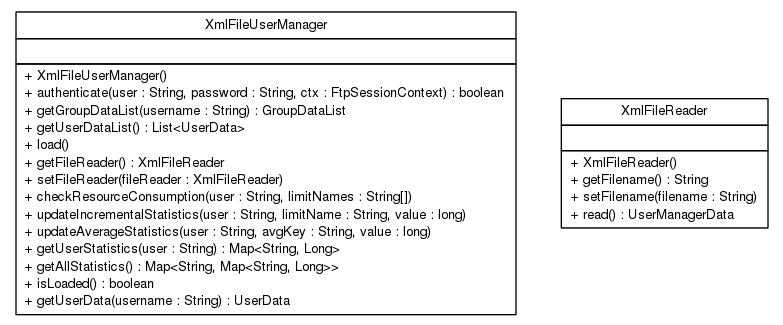 XmlFileUserManager
+ XmlFileUserManager()
+ authenticate(user : String, password : String, ctx : FtpSessionContext) : boolean
+ getGroupDataList(username : String) : GroupDataList
+ getUserDataList() : List<UserData>
+ load()
+ getFileReader() : XmlFileReader
+ setFileReader(fileReader : XmlFileReader)
+ checkResourceConsumption(user : String, limitNames : String[])
+ updateIncrementalStatistics(user : String, limitName : String, value : long)
+ updateAverageStatistics(user : String, avgKey : String, value : long)
+ getUserStatistics(user : String) : Map<String, Long>
+ getAllStatistics() : Map<String, Map<String, Long>>
+ isLoaded() : boolean
+ getUserData(username : String) : UserData
XmlFileReader
+ XmlFileReader()
+ getFilename() : String
+ setFilename(filename : String)
+ read() : UserManagerData